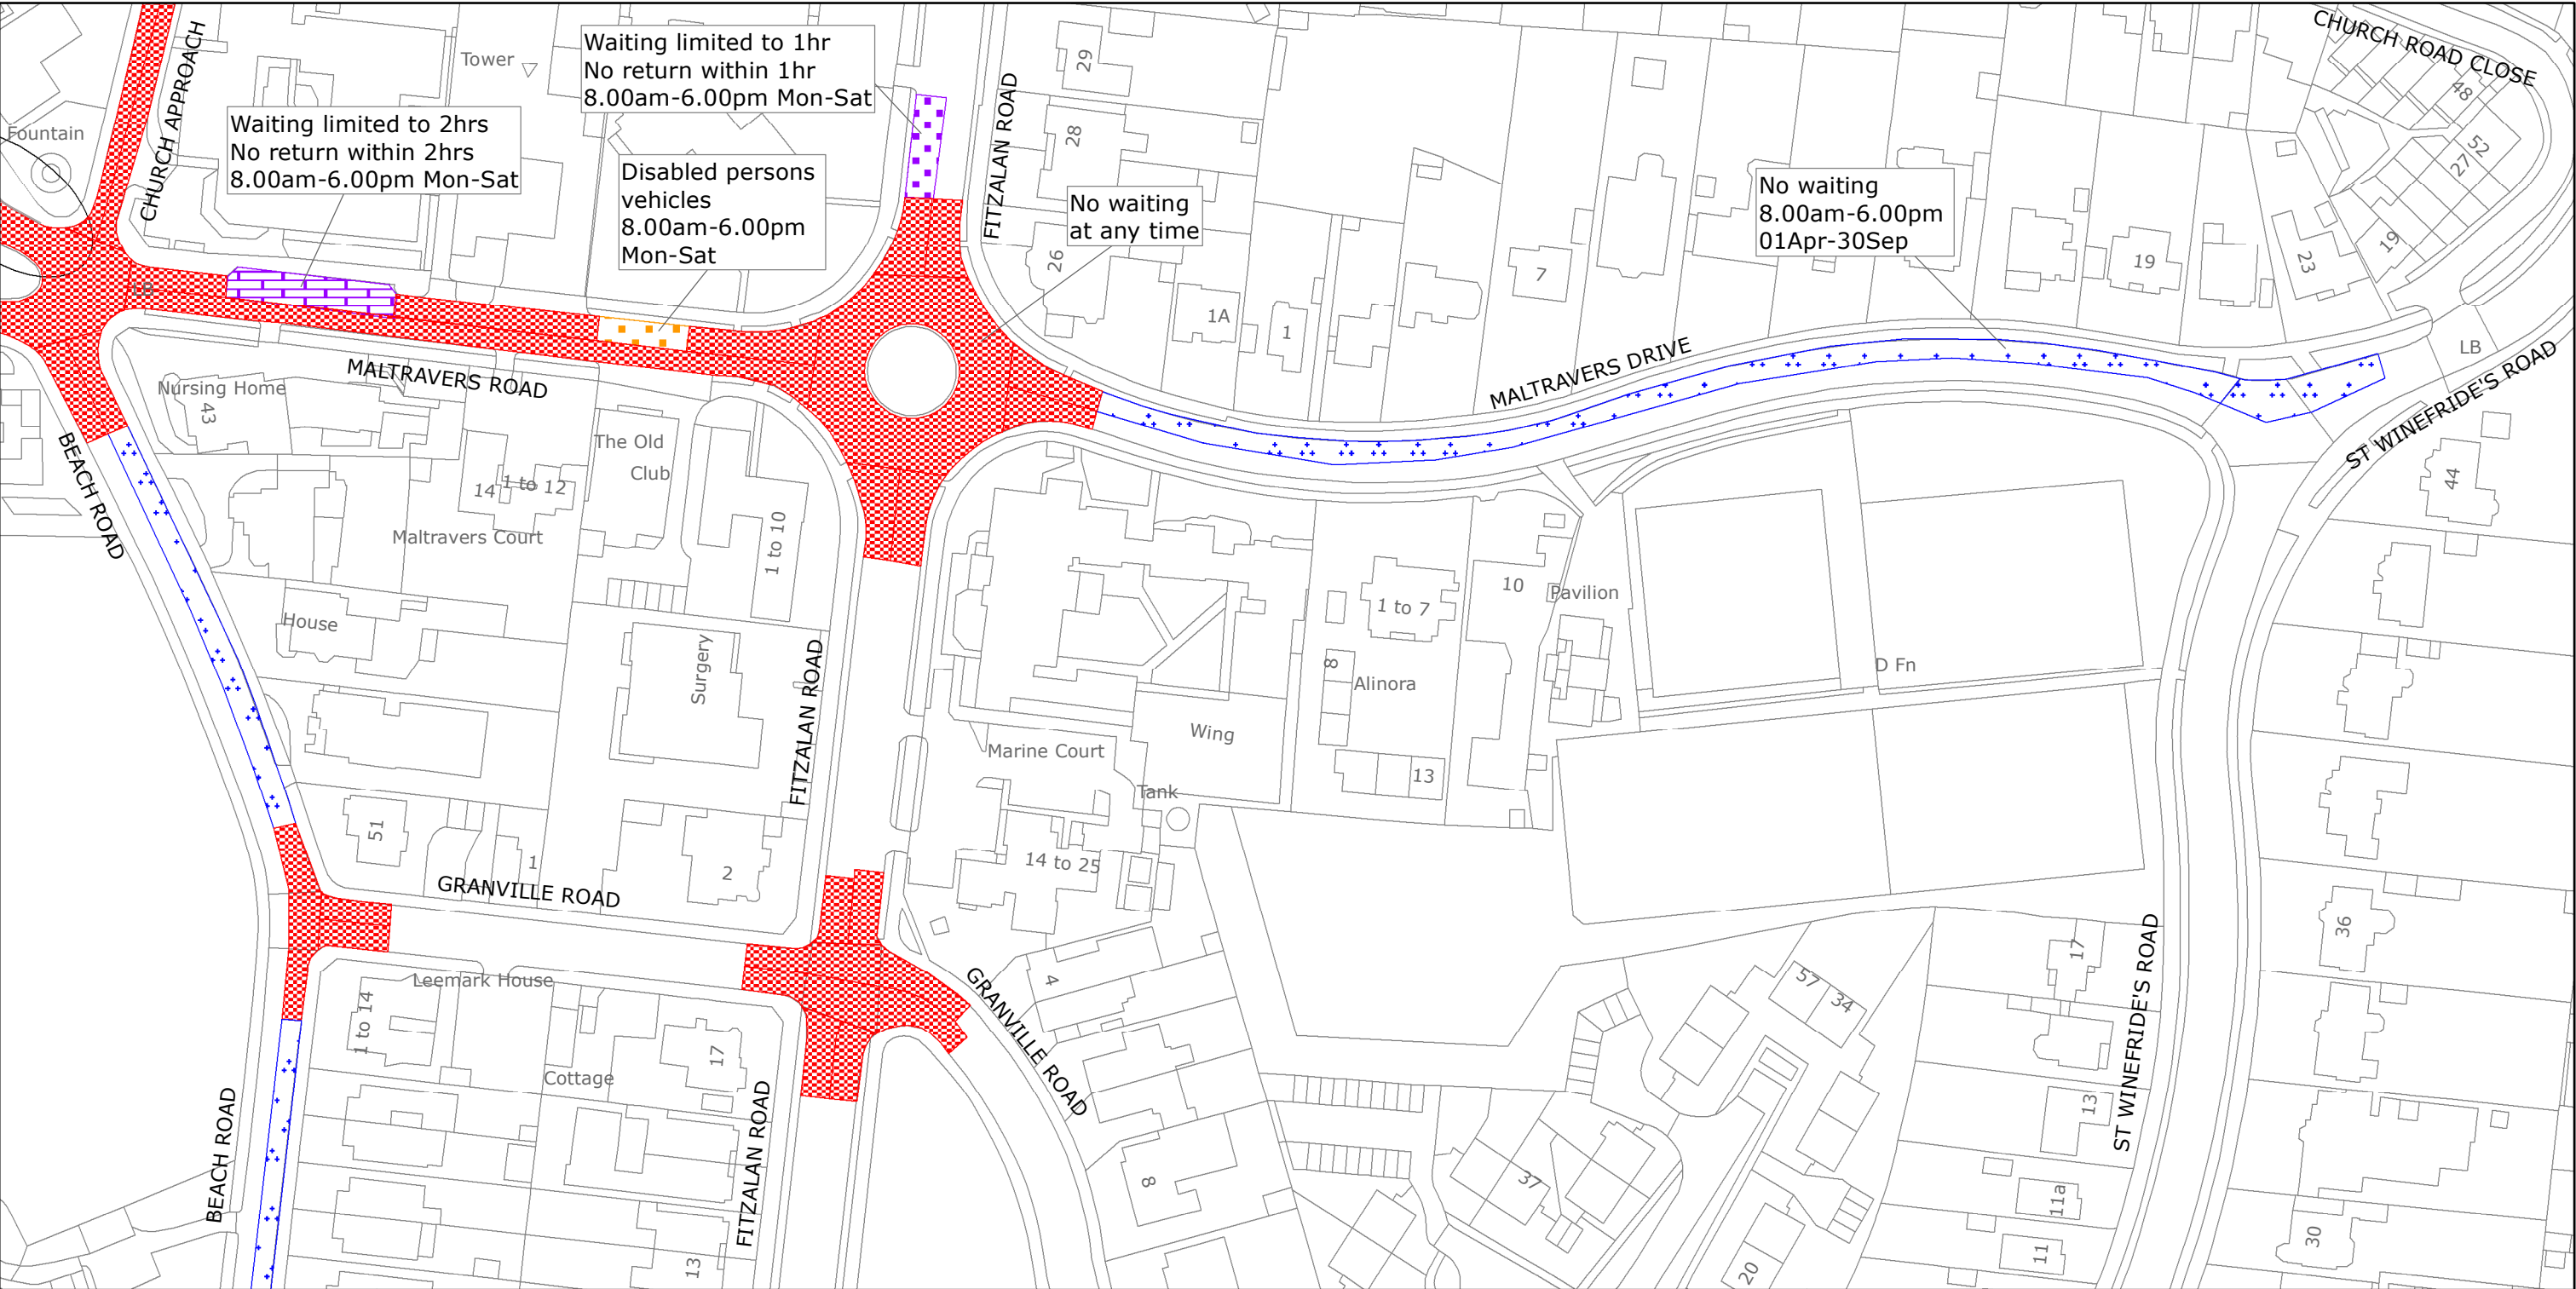 CHURCH APPROACH
Tower
Waiting limited to 1hr
No return within 1hr
8.00am-6.00pm Mon-Sat
FITZALAN ROAD
29
28
CHURCH ROAD CLOSE
48
52
27
19
23
Fountain
Waiting limited to 2hrs
No return within 2hrs
8.00am-6.00pm Mon-Sat
Disabled persons
vehicles
8.00am-6.00pm
Mon-Sat
No waiting
at any time
No waiting
8.00am-6.00pm
01Apr-30Sep
26
1A
1
7
19
LB
LB
MALTRAVERS ROAD
MALTRAVERS DRIVE
ST WINEFRIDE'S ROAD
Nursing Home
43
The Old
Club
14
1 to 12
Maltravers Court
1 to 10
BEACH ROAD
44
House
Surgery
FITZALAN ROAD
1 to 7
10
Pavilion
8
Alinora
D Fn
Wing
Marine Court
Tank
13
51
1
2
14 to 25
GRANVILLE ROAD
Leemark House
1 to 14
Cottage
17
4
GRANVILLE ROAD
57
34
17
36
ST WINEFRIDE'S ROAD
BEACH ROAD
FITZALAN ROAD
13
8
37
20
13
11a
11
30